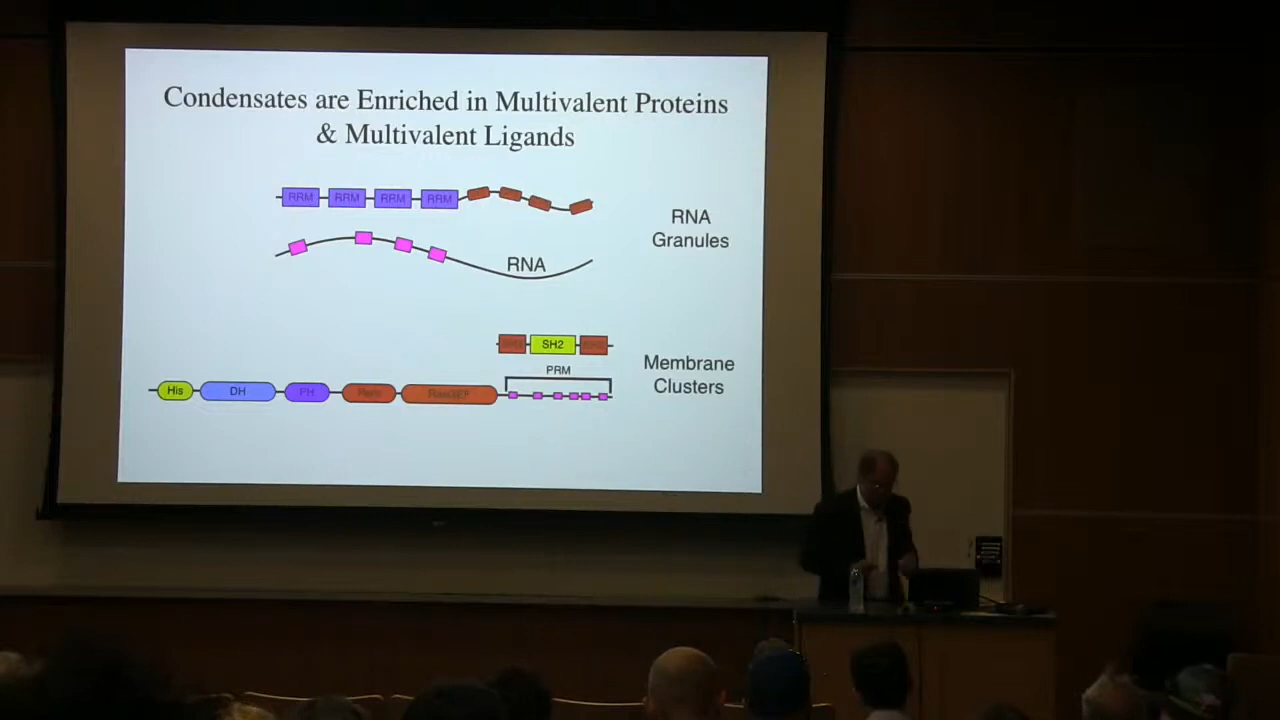 Condensates are Enriched in Multivalent Proteins
& Multivalent Ligands
RRM RRM RRM RRM
RNA
Granules
RNA
SH2
Membrane
Clusters
PRM
His DH